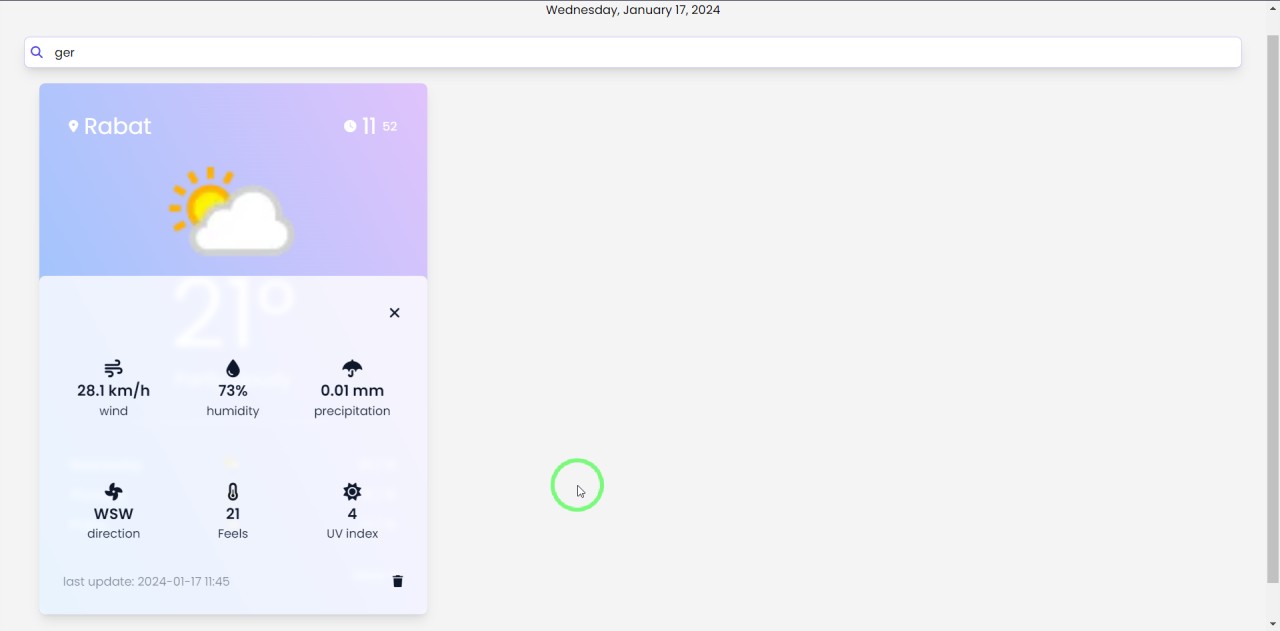 Wednesday, January 17, 2024
ger
Rabat 11 52
21°
28.1 km/h 73% 0.01 mm
wind humidity precipitation
WSW 21 4
direction Feels UV index
last update: 2024-01-17 11:45